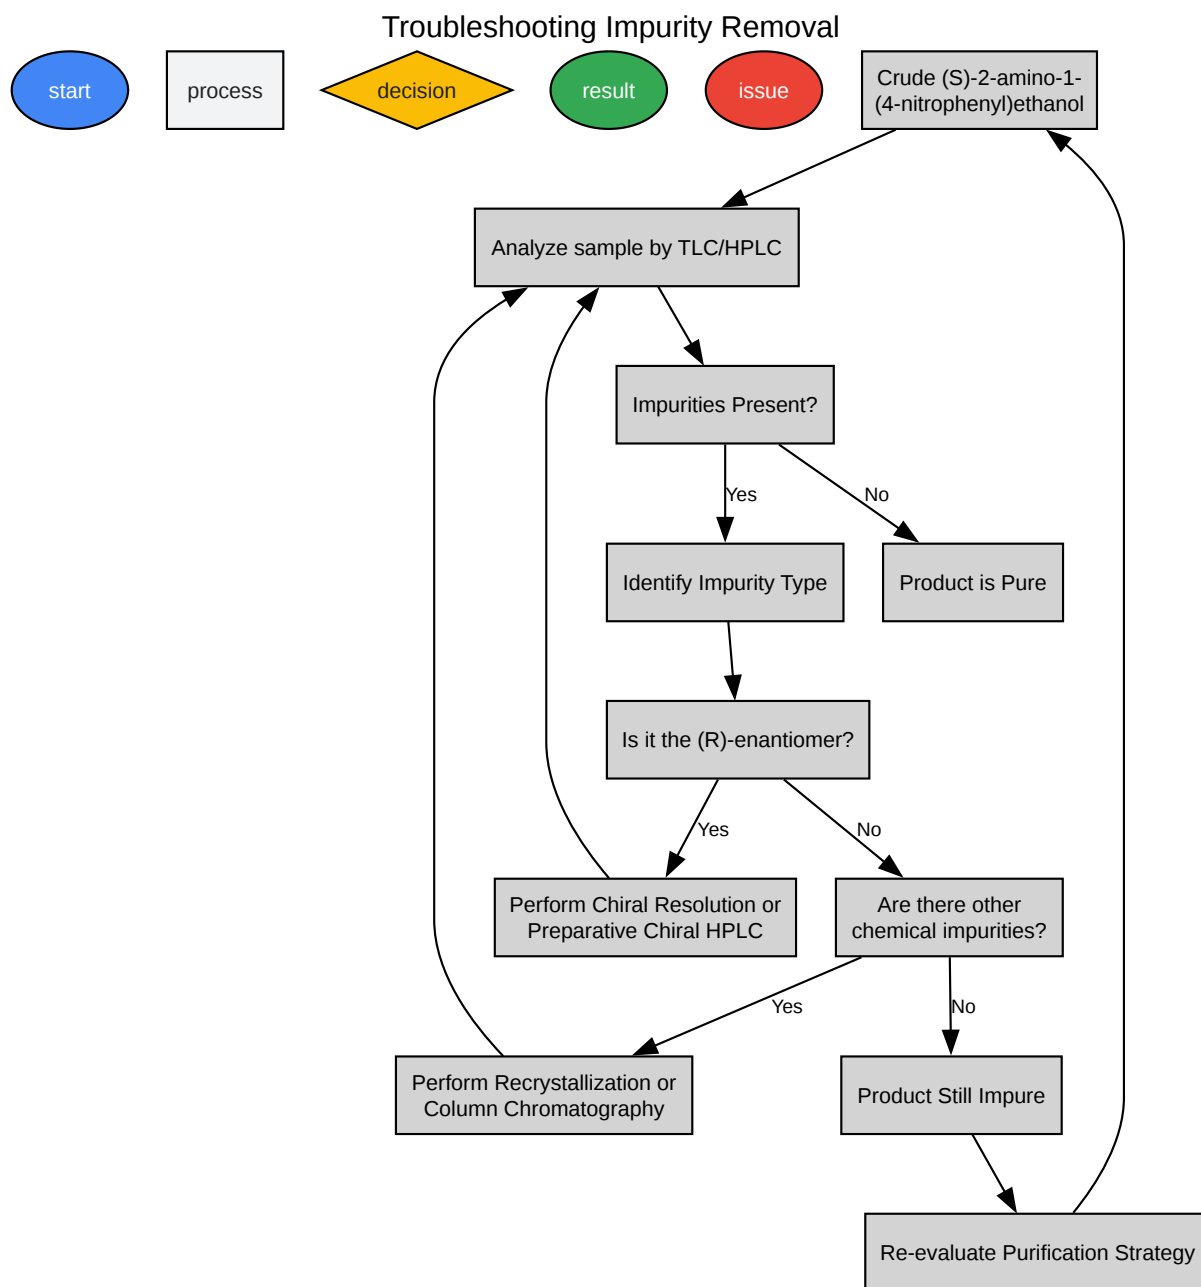 Troubleshooting Impurity Removal
start
process
decision
result
issue
Crude (S)-2-amino-1-
(4-nitrophenyl)ethanol
Analyze sample by TLC/HPLC
Impurities Present?
Yes
No
Identify Impurity Type
Product is Pure
Is it the (R)-enantiomer?
Yes
No
Perform Chiral Resolution or
Preparative Chiral HPLC
Are there other
chemical impurities?
Yes
No
Perform Recrystallization or
Column Chromatography
Product Still Impure
Re-evaluate Purification Strategy